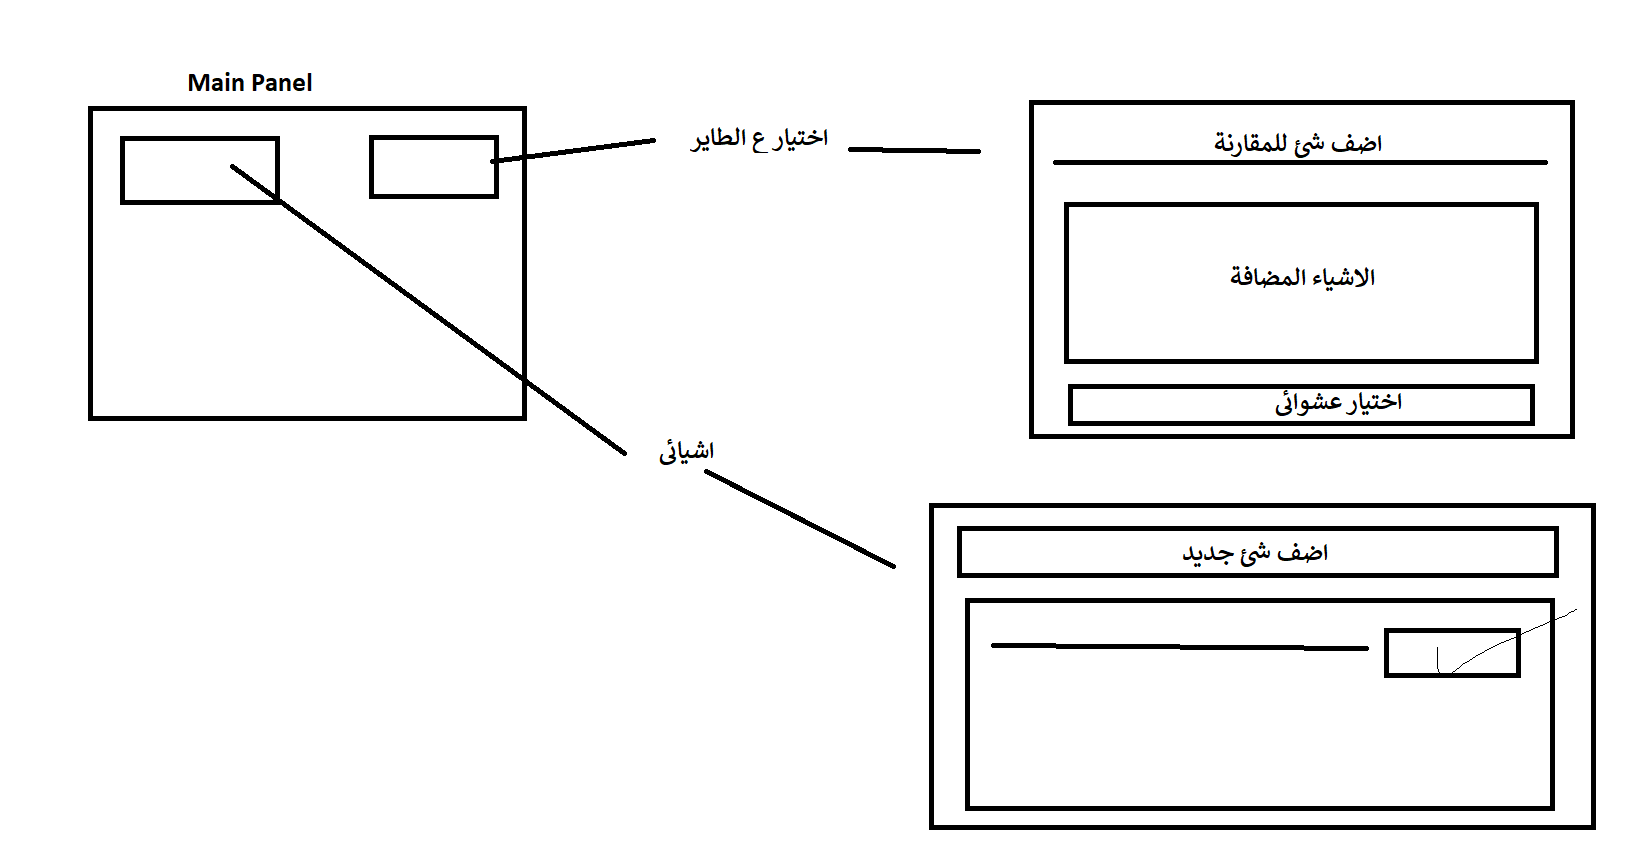 Main Panel
اختيار ع الطاير
اضف شئ للمقارنة
الاشياء المضافة
اختيار عشوائى
اشيائى
اضف شئ جديد